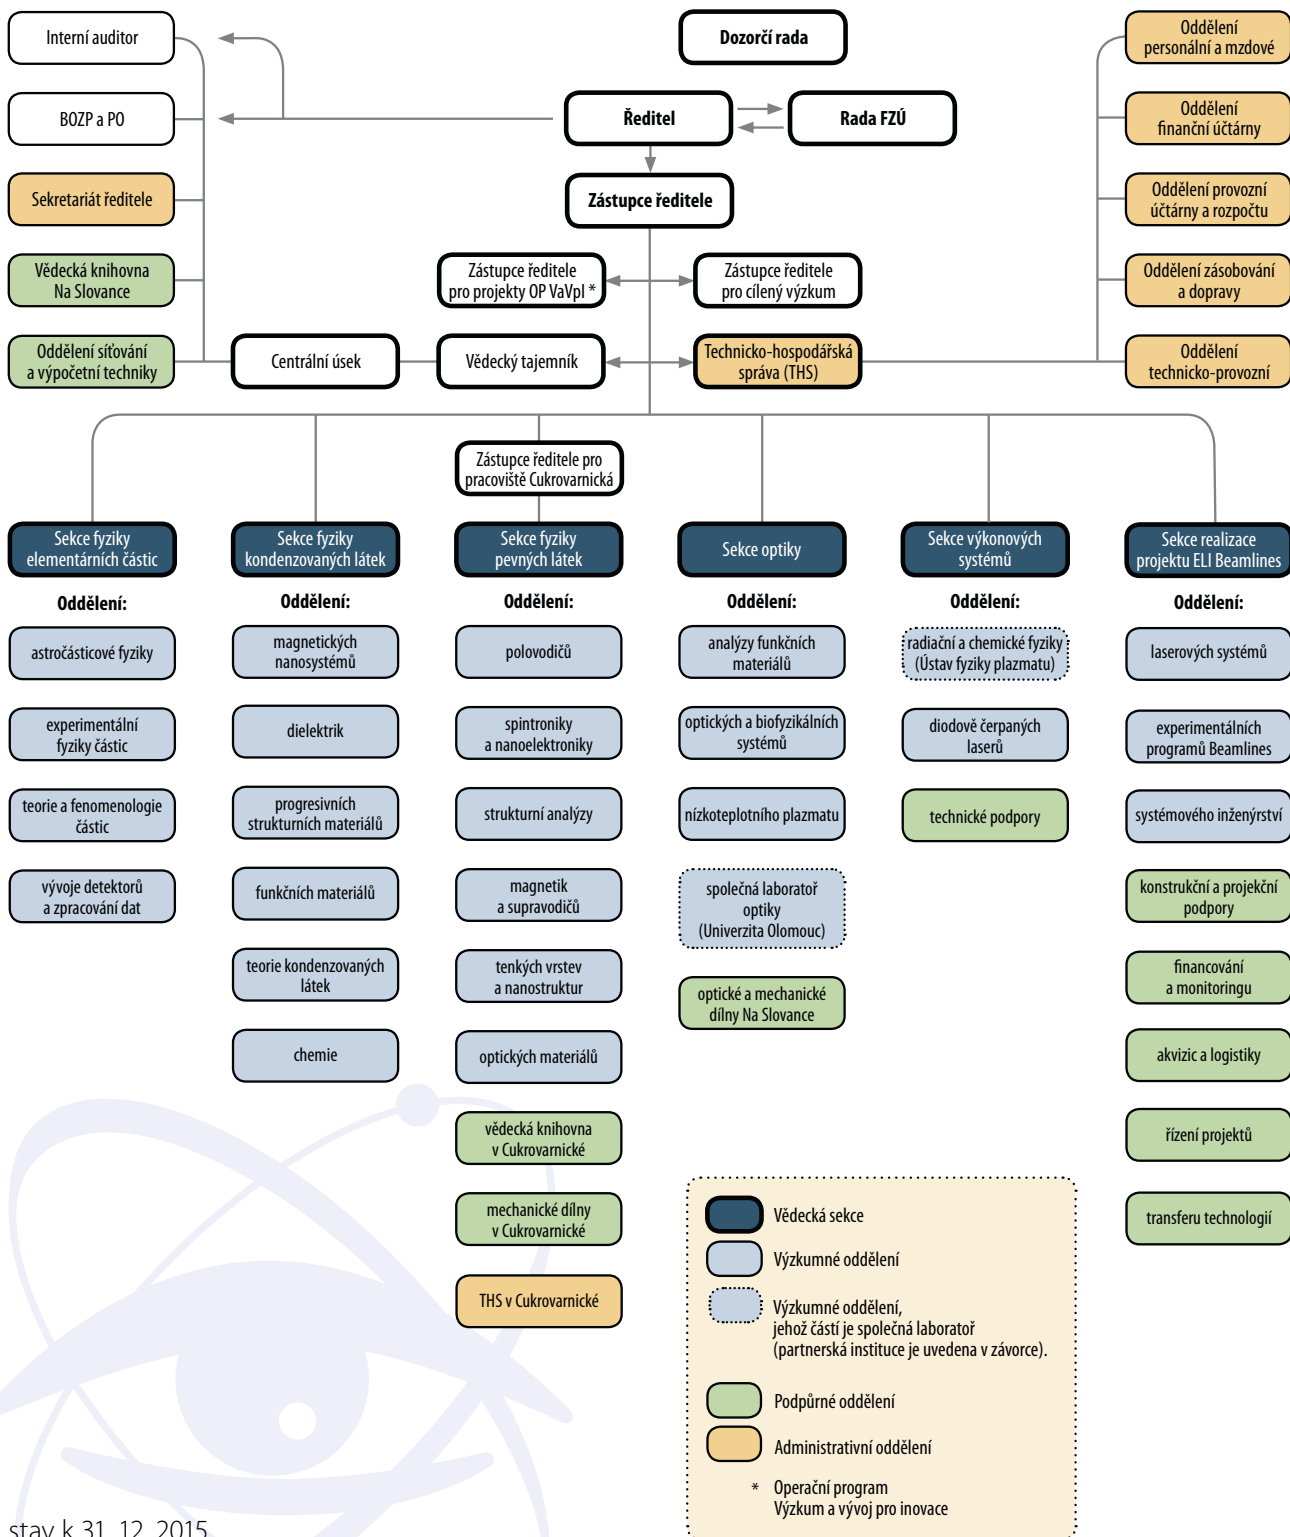 Interní auditor
BOZP a PO
Sekretariát ředitele
Vědecká knihovna
Na Slovance
Oddělení síťování
a výpočetní techniky
Dozorčí rada
Ředitel
Rada FZÚ
Zástupce ředitele
Zástupce ředitele
pro projekty OP VaVpI *
Zástupce ředitele
pro cílený výzkum
Centrální úsek
Vědecký tajemník
Technicko-hospodářská
správa (THS)
Oddělení
personální a mzdové
Oddělení
finanční účtárny
Oddělení provozní
účtárny a rozpočtu
Oddělení zásobování
a dopravy
Oddělení
technicko-provozní
Zástupce ředitele pro
pracoviště Cukrovarnická
Sekce fyziky
elementárních částic
Oddělení:
astročásticové fyziky
experimentální
fyziky částic
teorie a fenomenologie
částic
vývoje detektorů
a zpracování dat
Sekce fyziky
kondenzovaných látek
Oddělení:
magnetických
nanosystémů
dielektrik
progresivních
strukturních materiálů
funkčních materiálů
teorie kondenzovaných
látek
chemie
Sekce fyziky
pevných látek
Oddělení:
polovodičů
spintroniky
a nanoelektroniky
strukturní analýzy
magnetik
a supravodičů
tenkých vrstev
a nanostruktur
optických materiálů
vědecká knihovna
v Cukrovarnické
mechanické dílny
v Cukrovarnické
THS v Cukrovarnické
Sekce optiky
Oddělení:
analýzy funkčních
materiálů
optických a biofyzikálních
systémů
nízkoteplotního plazmatu
společná laboratoř
optiky
(Univerzita Olomouc)
optické a mechanické
dílny Na Slovance
Sekce výkonových
systémů
Oddělení:
radiační a chemické fyziky
(Ústav fyziky plazmatu)
diodově čerpaných
laserů
technické podpory
Sekce realizace
projektu ELI Beamlines
Oddělení:
laserových systémů
experimentálních
programů Beamlines
systémového inženýrství
konstrukční a projekční
podpory
financování
a monitoringu
akvizic a logistiky
řízení projektů
transferu technologií
Vědecká sekce
Výzkumné oddělení
Výzkumné oddělení,
jehož částí je společná laboratoř
(partnerská instituce je uvedena v závorce).
Podpůrné oddělení
Administrativní oddělení
* Operační program
Výzkum a vývoj pro inovace
stav k 31. 12. 2015